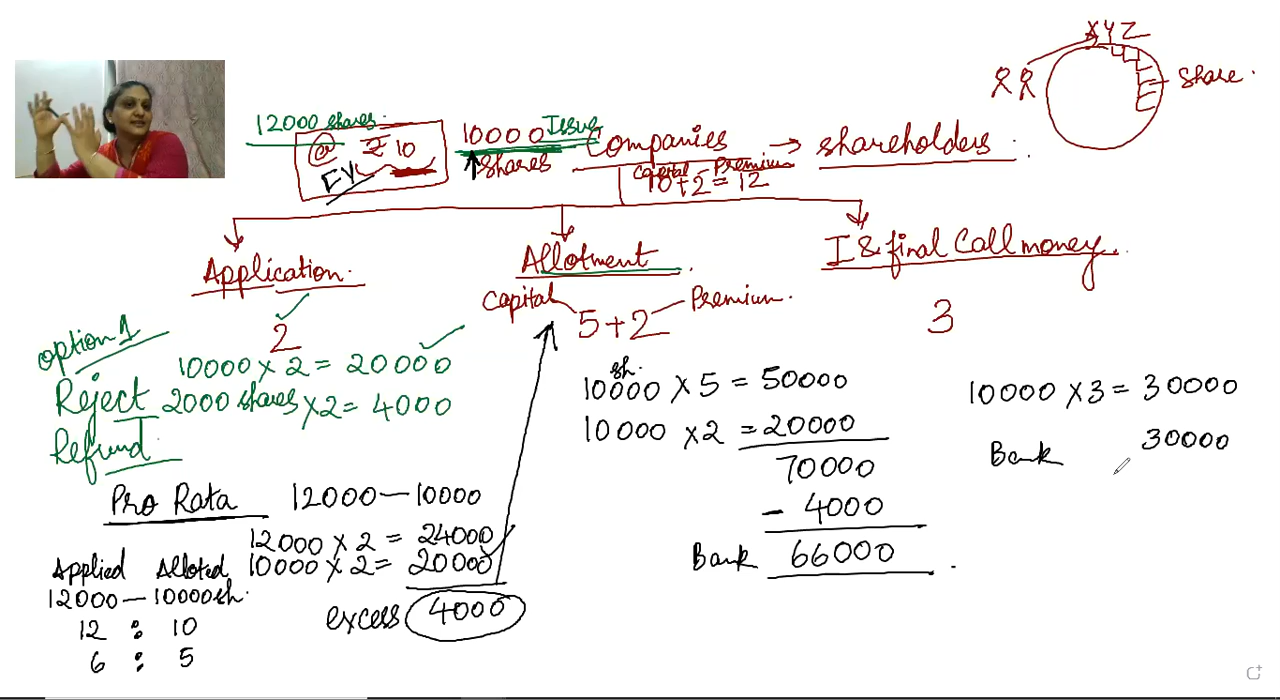 XYZ
share.
12000 shares
@ ₹ 10
FV
10000 Issue
shares
Companies → shareholders
Capital Premium
10+2=12
Application.
Allotment
I & final Call money
2
Capital
5+2
Premium.
3
option 1
10000 × 2 = 20000
Reject 2000 shares ×2= 4000
Refund
sh.
10000 × 5 = 50000
10000 ×2 = 20000
70000
- 4000
Bank 66000
10000 ×3 = 30000
Bank 30000
Pro Rata 12000—10000
12000 × 2 = 24000
10000 × 2= 20000
excess 4000
Applied Alloted
12000 — 10000sh.
12 : 10
6 : 5